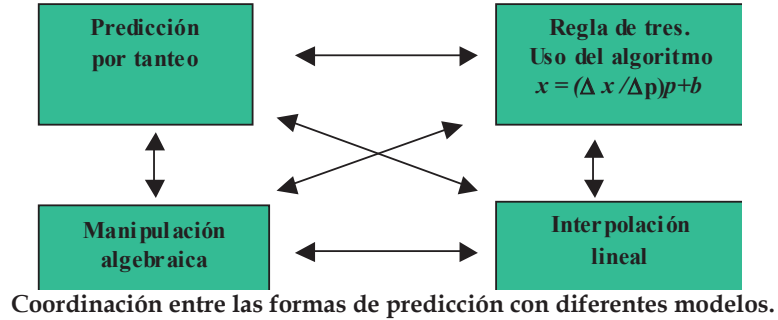 Predicción
por tanteo
Regla de tres.
Uso del algoritmo
x = (Δ x /Δp)p+b
Manipulación
algebraica
Interpolación
lineal
Coordinación entre las formas de predicción con diferentes modelos.